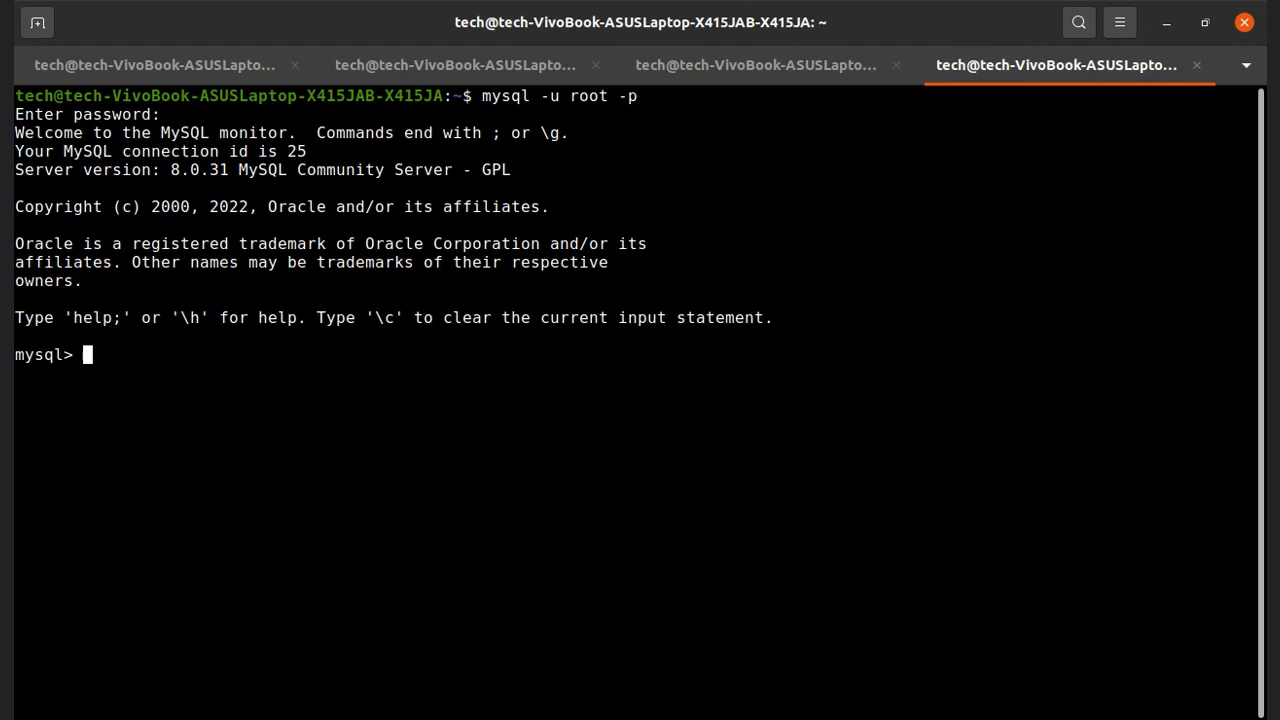 tech@tech-VivoBook-ASUSLaptop-X415JAB-X415JA: ~
tech@tech-VivoBook-ASUSLapto... tech@tech-VivoBook-ASUSLapto... tech@tech-VivoBook-ASUSLapto... tech@tech-VivoBook-ASUSLapto...
tech@tech-VivoBook-ASUSLaptop-X415JAB-X415JA:~$ mysql -u root -p
Enter password:
Welcome to the MySQL monitor.  Commands end with ; or \g.
Your MySQL connection id is 25
Server version: 8.0.31 MySQL Community Server - GPL
Copyright (c) 2000, 2022, Oracle and/or its affiliates.
Oracle is a registered trademark of Oracle Corporation and/or its
affiliates. Other names may be trademarks of their respective
owners.
Type 'help;' or '\h' for help. Type '\c' to clear the current input statement.
mysql>